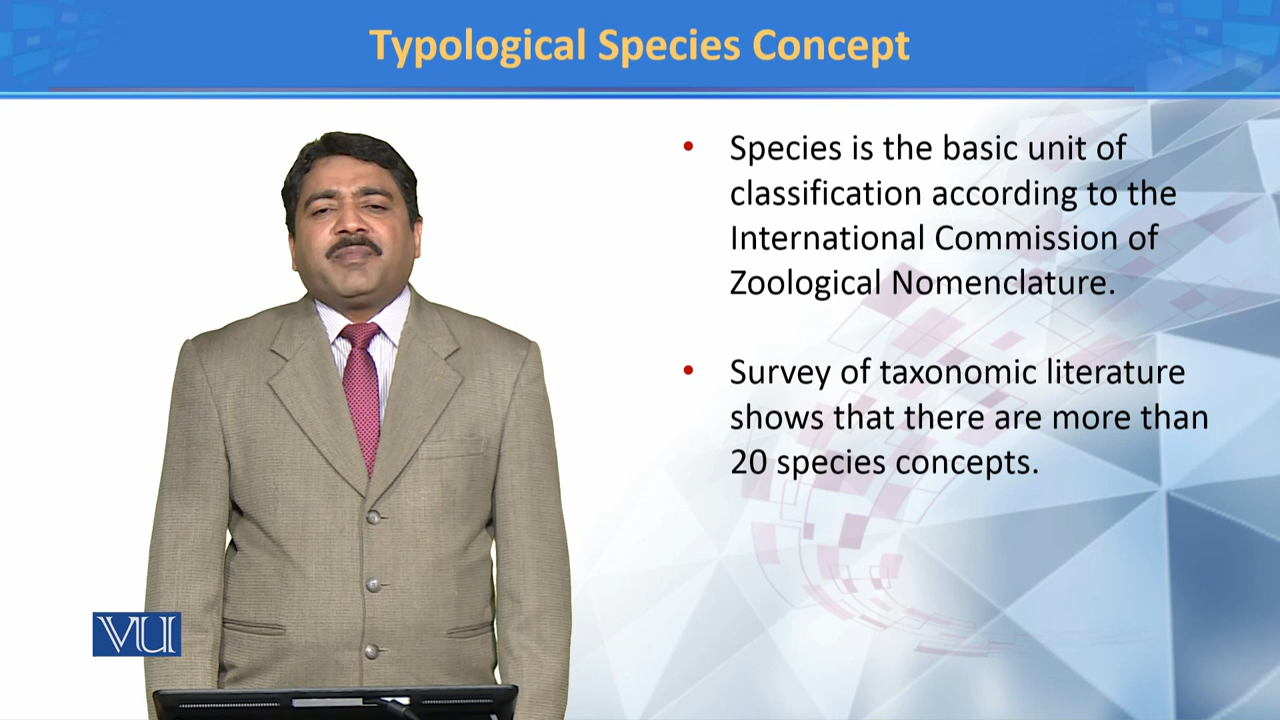 Typological Species Concept
• Species is the basic unit of
classification according to the
International Commission of
Zoological Nomenclature.
• Survey of taxonomic literature
shows that there are more than
20 species concepts.
VU